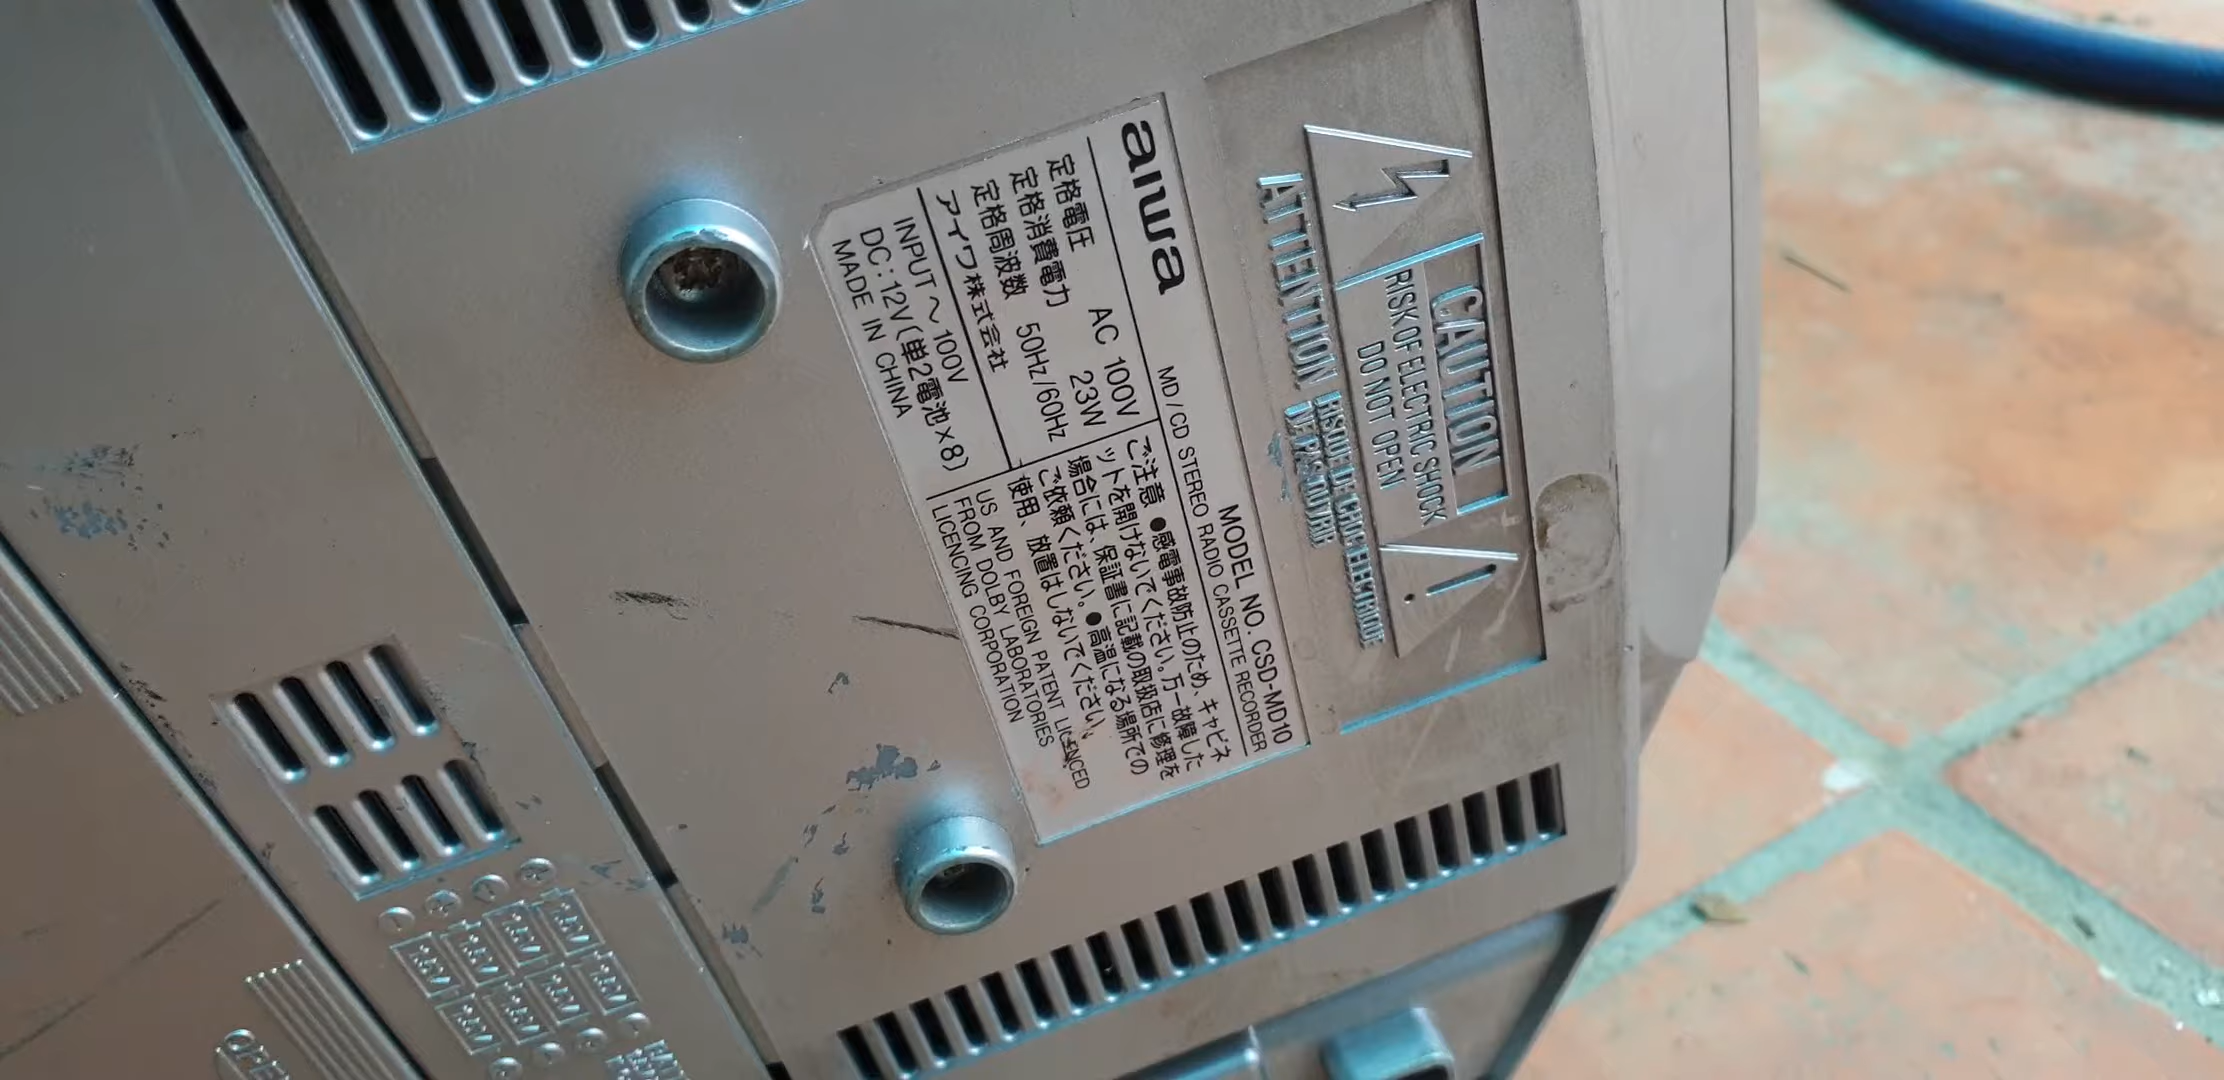 CAUTION
RISK OF ELECTRIC SHOCK
DO NOT OPEN
ATTENTION RISQUE DE CHOC ELECTRIQUE
NE PAS OUVRIR
aiwa
MODEL NO. CSD-MD10
MD/CD STEREO RADIO CASSETTE RECORDER
定格電圧 AC 100V
定格消費電力 23W
定格周波数 50Hz/60Hz
アイワ株式会社
INPUT ～ 100V
DC: 12V(単2電池×8)
MADE IN CHINA
ご注意 ●感電事故防止のため、キャビネ
ットを開けないでください。万一故障した
場合には、保証書に記載の取扱店に修理を
ご依頼ください。●高温になる場所での
使用、放置はしないでください。
US AND FOREIGN PATENT LICENCED
FROM DOLBY LABORATORIES
LICENCING CORPORATION